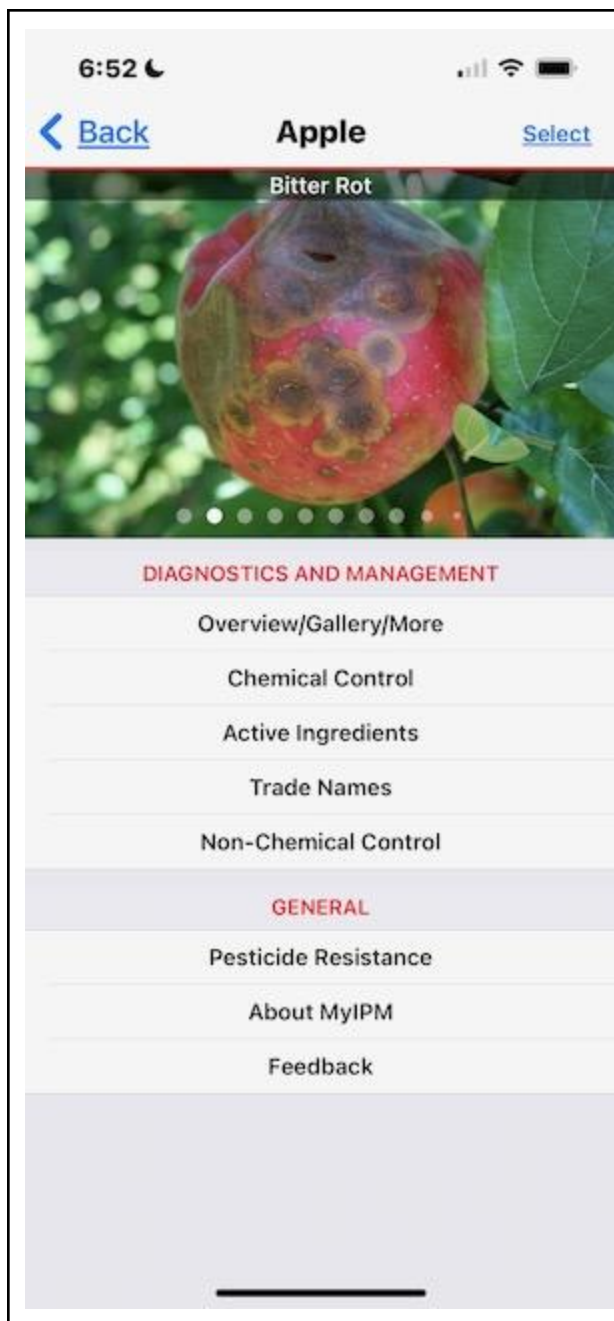 6:52
Back
Apple
Select
Bitter Rot
DIAGNOSTICS AND MANAGEMENT
Overview/Gallery/More
Chemical Control
Active Ingredients
Trade Names
Non-Chemical Control
GENERAL
Pesticide Resistance
About MyIPM
Feedback